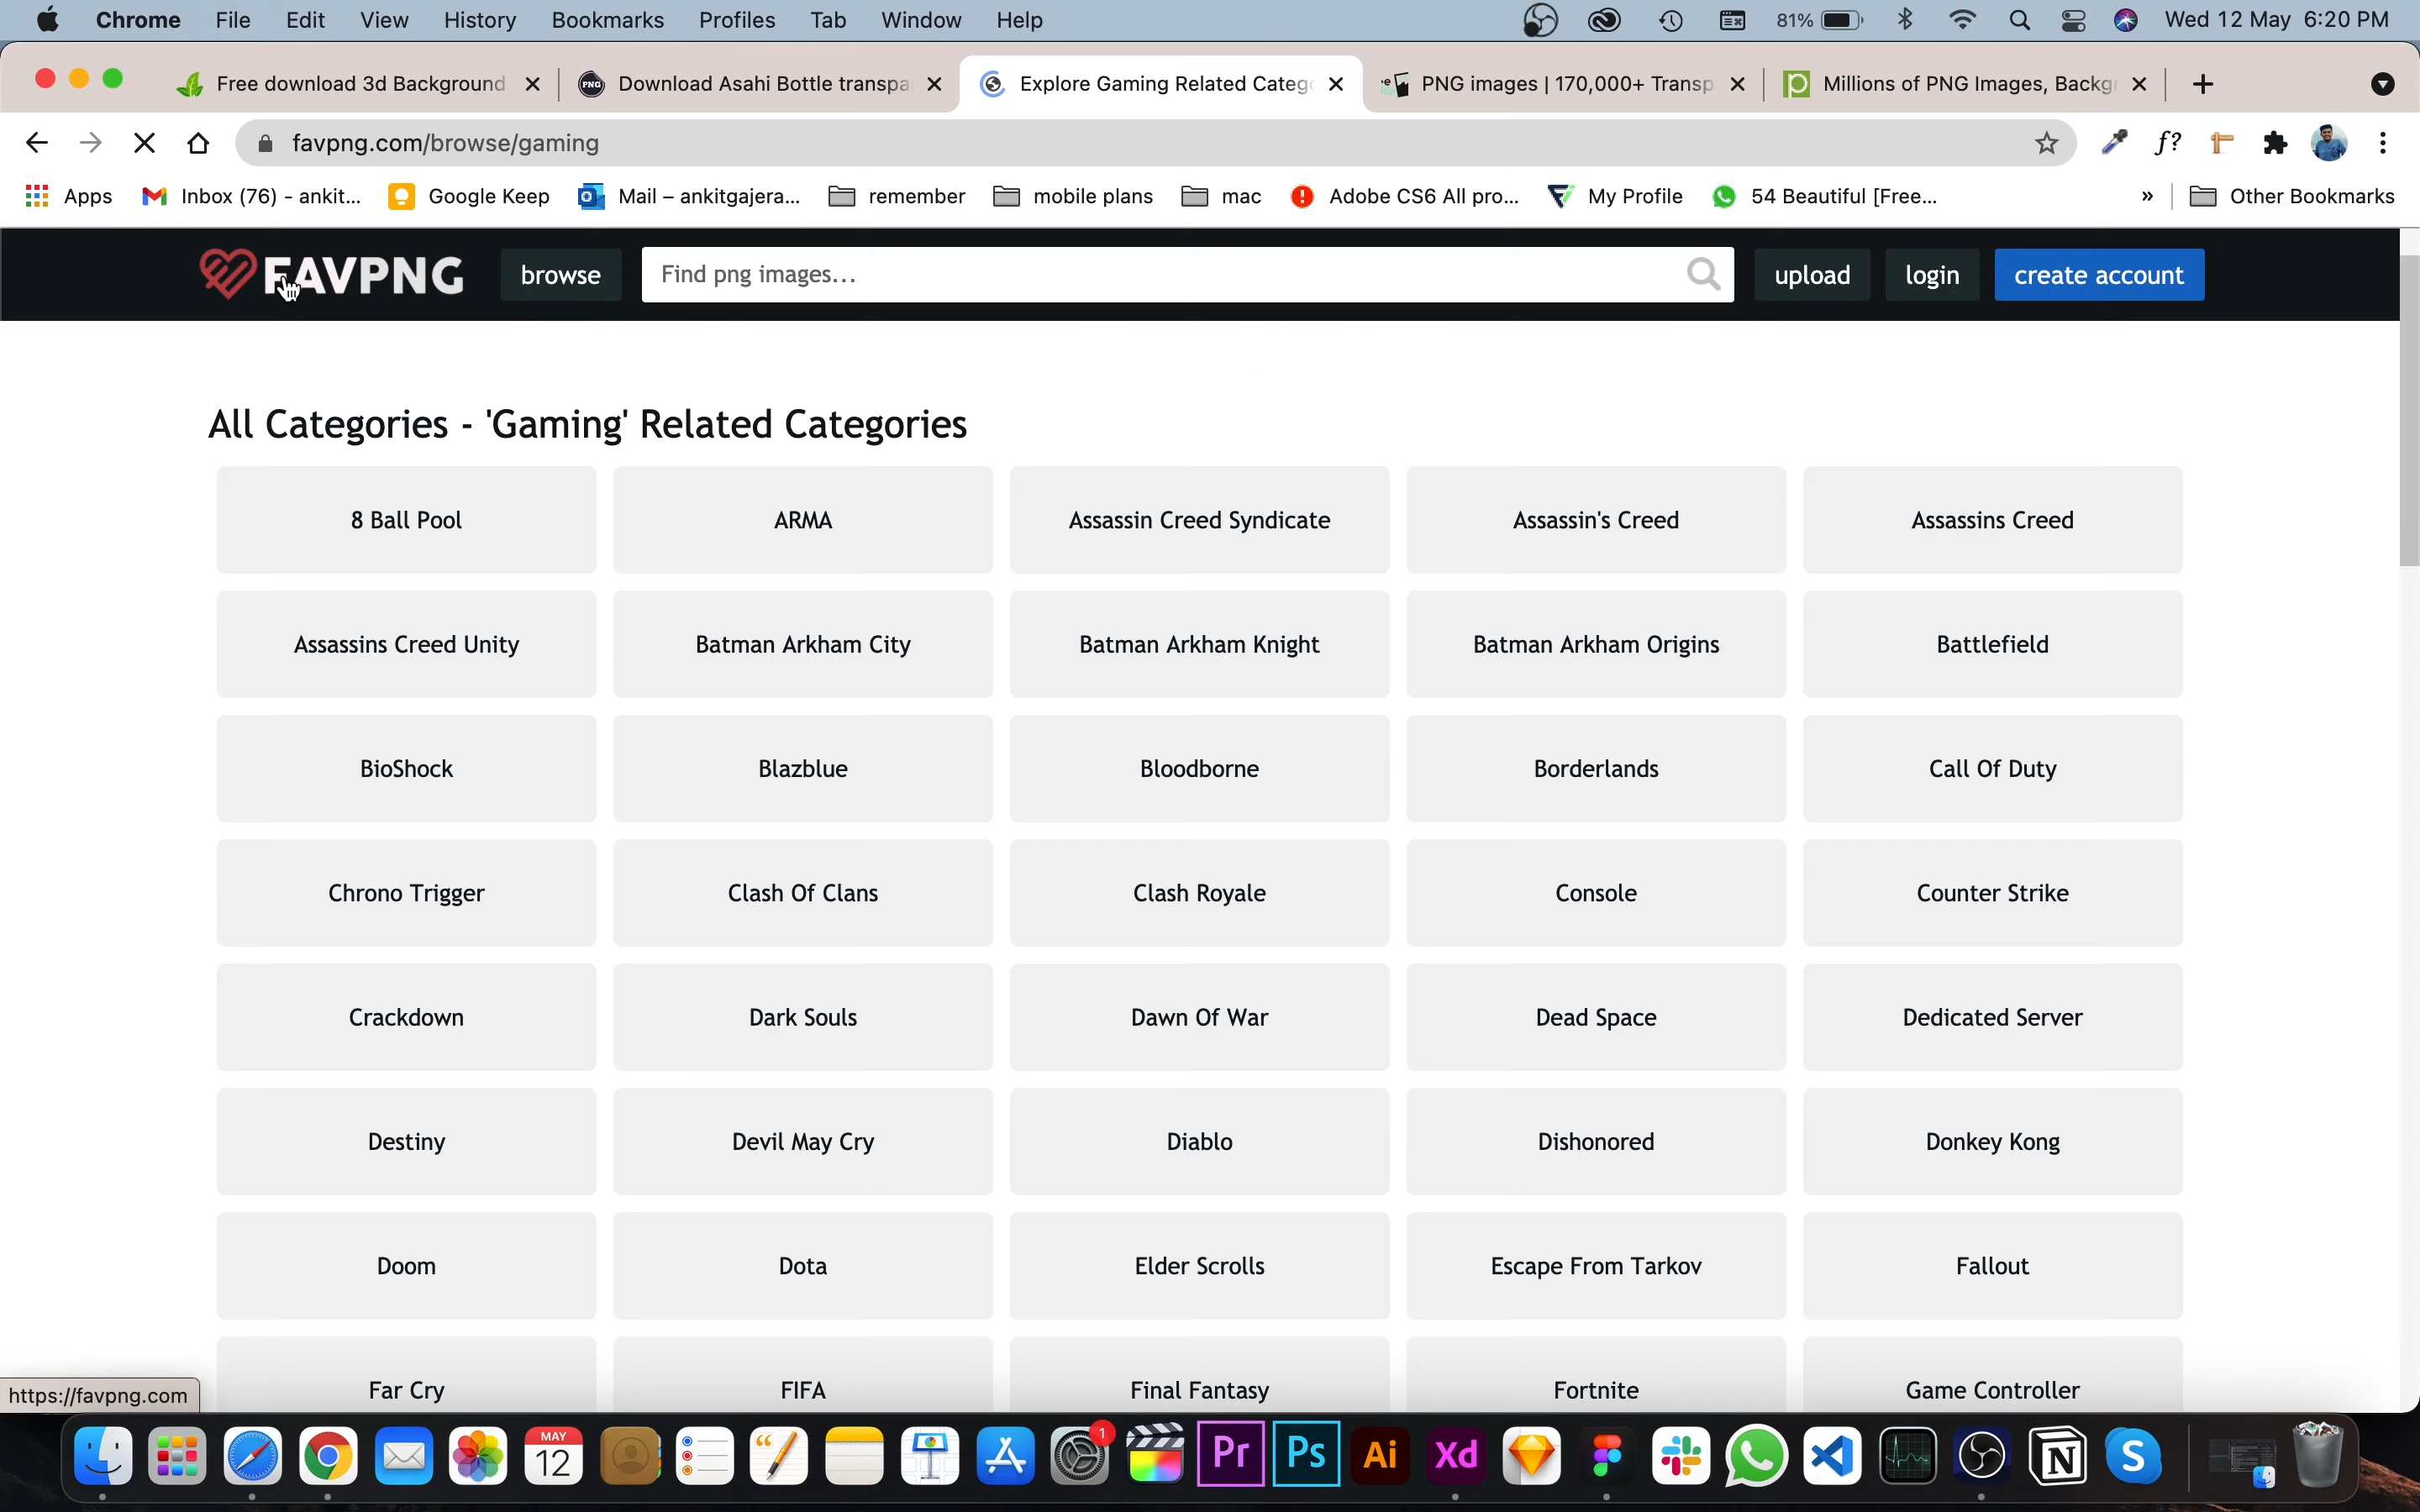 Chrome File Edit View History Bookmarks Profiles Tab Window Help 81% Wed 12 May 6:20 PM
Free download 3d Background Download Asahi Bottle transpa Explore Gaming Related Catego PNG images | 170,000+ Transp Millions of PNG Images, Backg
favpng.com/browse/gaming f?
Apps Inbox (76) - ankit... Google Keep Mail – ankitgajera... remember mobile plans mac Adobe CS6 All pro... My Profile 54 Beautiful [Free... » Other Bookmarks
FAVPNG browse Find png images... upload login create account
All Categories - 'Gaming' Related Categories
8 Ball Pool ARMA Assassin Creed Syndicate Assassin's Creed Assassins Creed
Assassins Creed Unity Batman Arkham City Batman Arkham Knight Batman Arkham Origins Battlefield
BioShock Blazblue Bloodborne Borderlands Call Of Duty
Chrono Trigger Clash Of Clans Clash Royale Console Counter Strike
Crackdown Dark Souls Dawn Of War Dead Space Dedicated Server
Destiny Devil May Cry Diablo Dishonored Donkey Kong
Doom Dota Elder Scrolls Escape From Tarkov Fallout
Far Cry FIFA Final Fantasy Fortnite Game Controller
https://favpng.com
MAY 12 1 Pr Ps Ai Xd N S